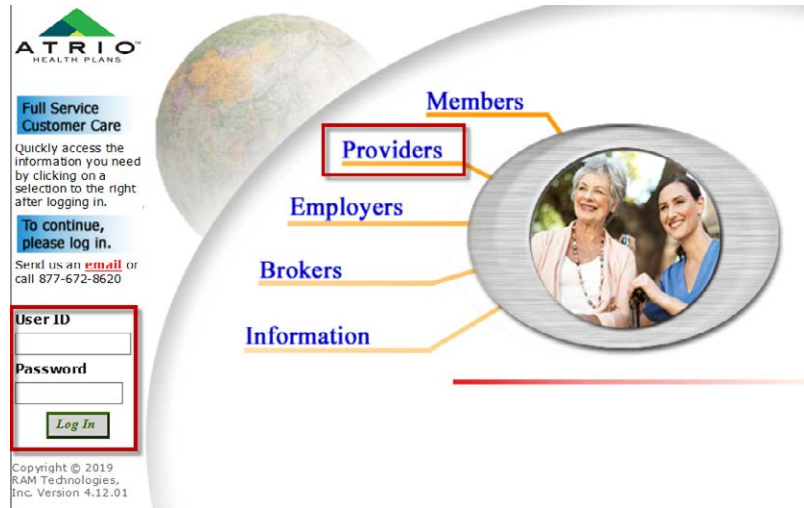 ATRIO™
HEALTH PLANS
Full Service
Customer Care
Quickly access the
information you need
by clicking on a
selection to the right
after logging in.
To continue,
please log in.
Send us an email or
call 877-672-8620
User ID
Password
Log In
Copyright © 2019
RAM Technologies,
Inc. Version 4.12.01
Members
Providers
Employers
Brokers
Information